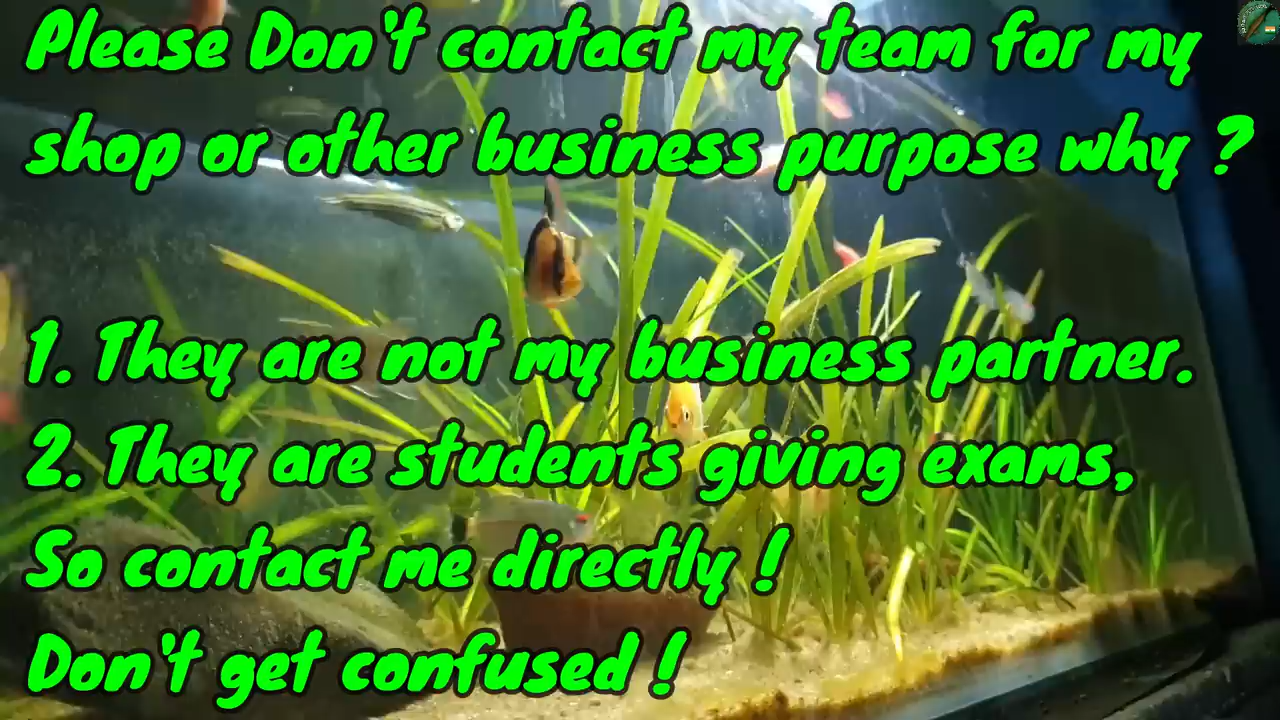 Please Don't contact my team for my
shop or other business purpose why ?
1. They are not my business partner.
2. They are students giving exams,
So contact me directly !
Don't get confused !